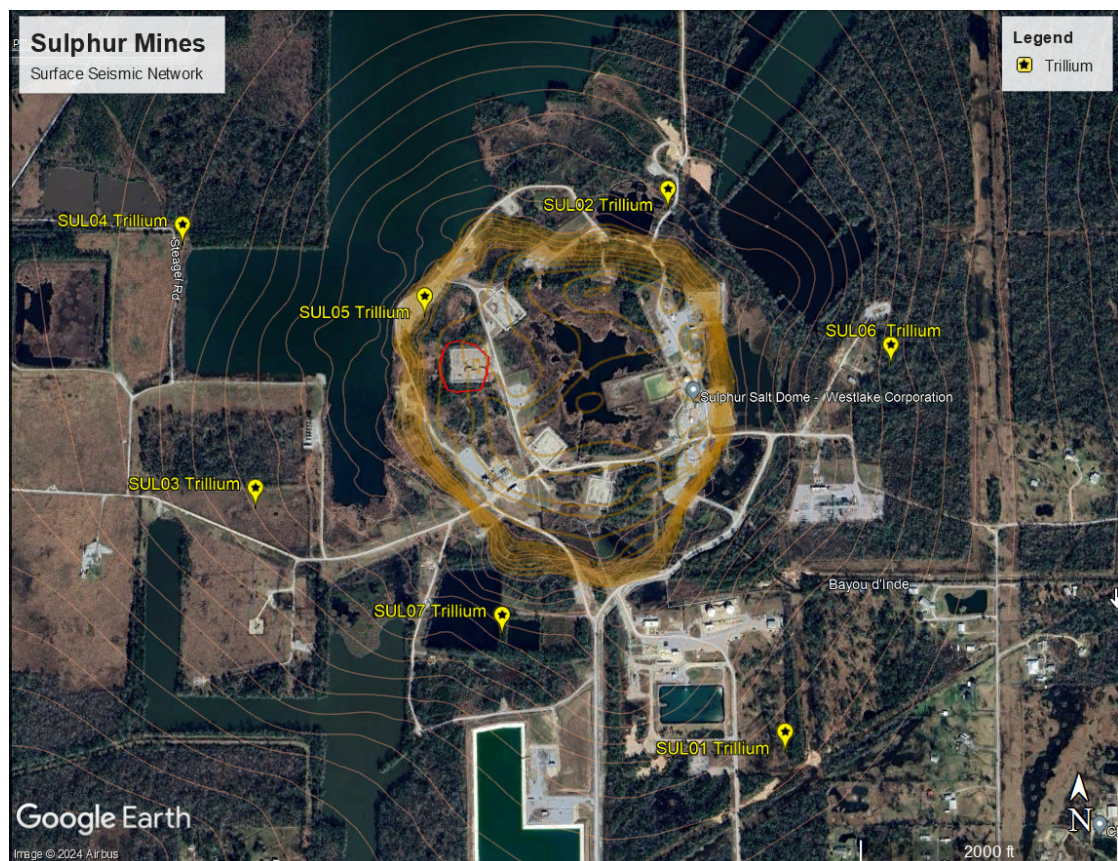 Sulphur Mines
Surface Seismic Network
Legend
Trillium
SUL02 Trillium
SUL04 Trillium
Steagel Rd
SUL05 Trillium
SUL06 Trillium
Sulphur Salt Dome - Westlake Corporation
SUL03 Trillium
Bayou d'Inde
SUL07 Trillium
SUL01 Trillium
Google Earth
N
Image © 2024 Airbus
2000 ft